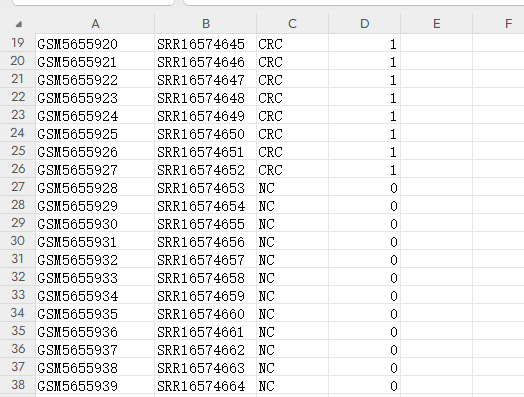 A B C D E F
19 GSM5655920 SRR16574645 CRC 1
20 GSM5655921 SRR16574646 CRC 1
21 GSM5655922 SRR16574647 CRC 1
22 GSM5655923 SRR16574648 CRC 1
23 GSM5655924 SRR16574649 CRC 1
24 GSM5655925 SRR16574650 CRC 1
25 GSM5655926 SRR16574651 CRC 1
26 GSM5655927 SRR16574652 CRC 1
27 GSM5655928 SRR16574653 NC 0
28 GSM5655929 SRR16574654 NC 0
29 GSM5655930 SRR16574655 NC 0
30 GSM5655931 SRR16574656 NC 0
31 GSM5655932 SRR16574657 NC 0
32 GSM5655933 SRR16574658 NC 0
33 GSM5655934 SRR16574659 NC 0
34 GSM5655935 SRR16574660 NC 0
35 GSM5655936 SRR16574661 NC 0
36 GSM5655937 SRR16574662 NC 0
37 GSM5655938 SRR16574663 NC 0
38 GSM5655939 SRR16574664 NC 0